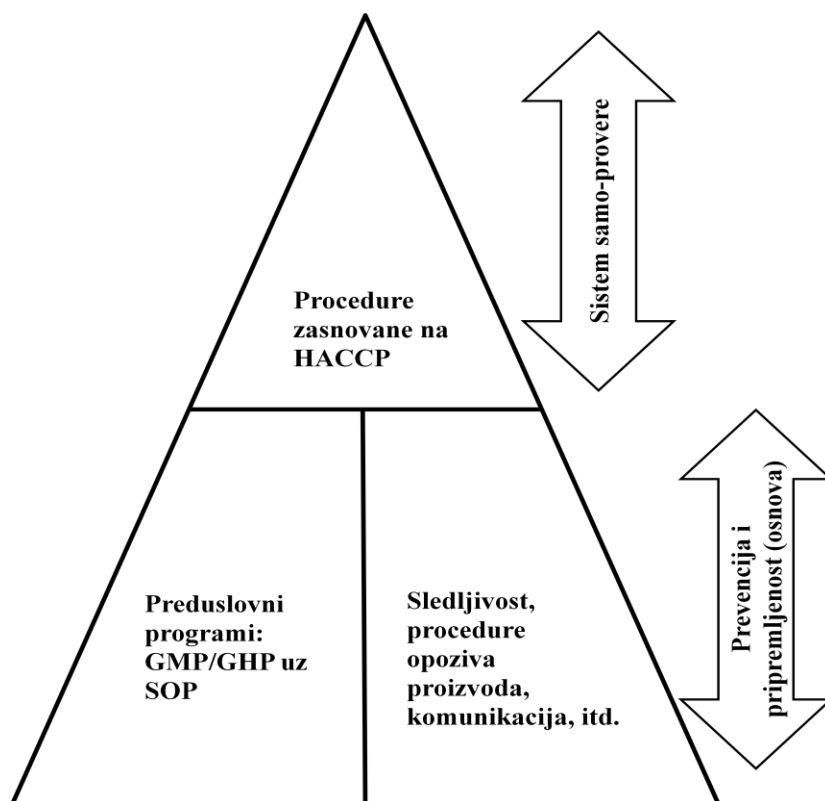 Procedure
zasnovane na
HACCP
Sistem samo-provere
Preduslovni
programi:
GMP/GHP uz
SOP
Sledljivost,
procedure
opoziva
proizvoda,
komunikacija, itd.
Prevencija i
pripremljenost (osnova)